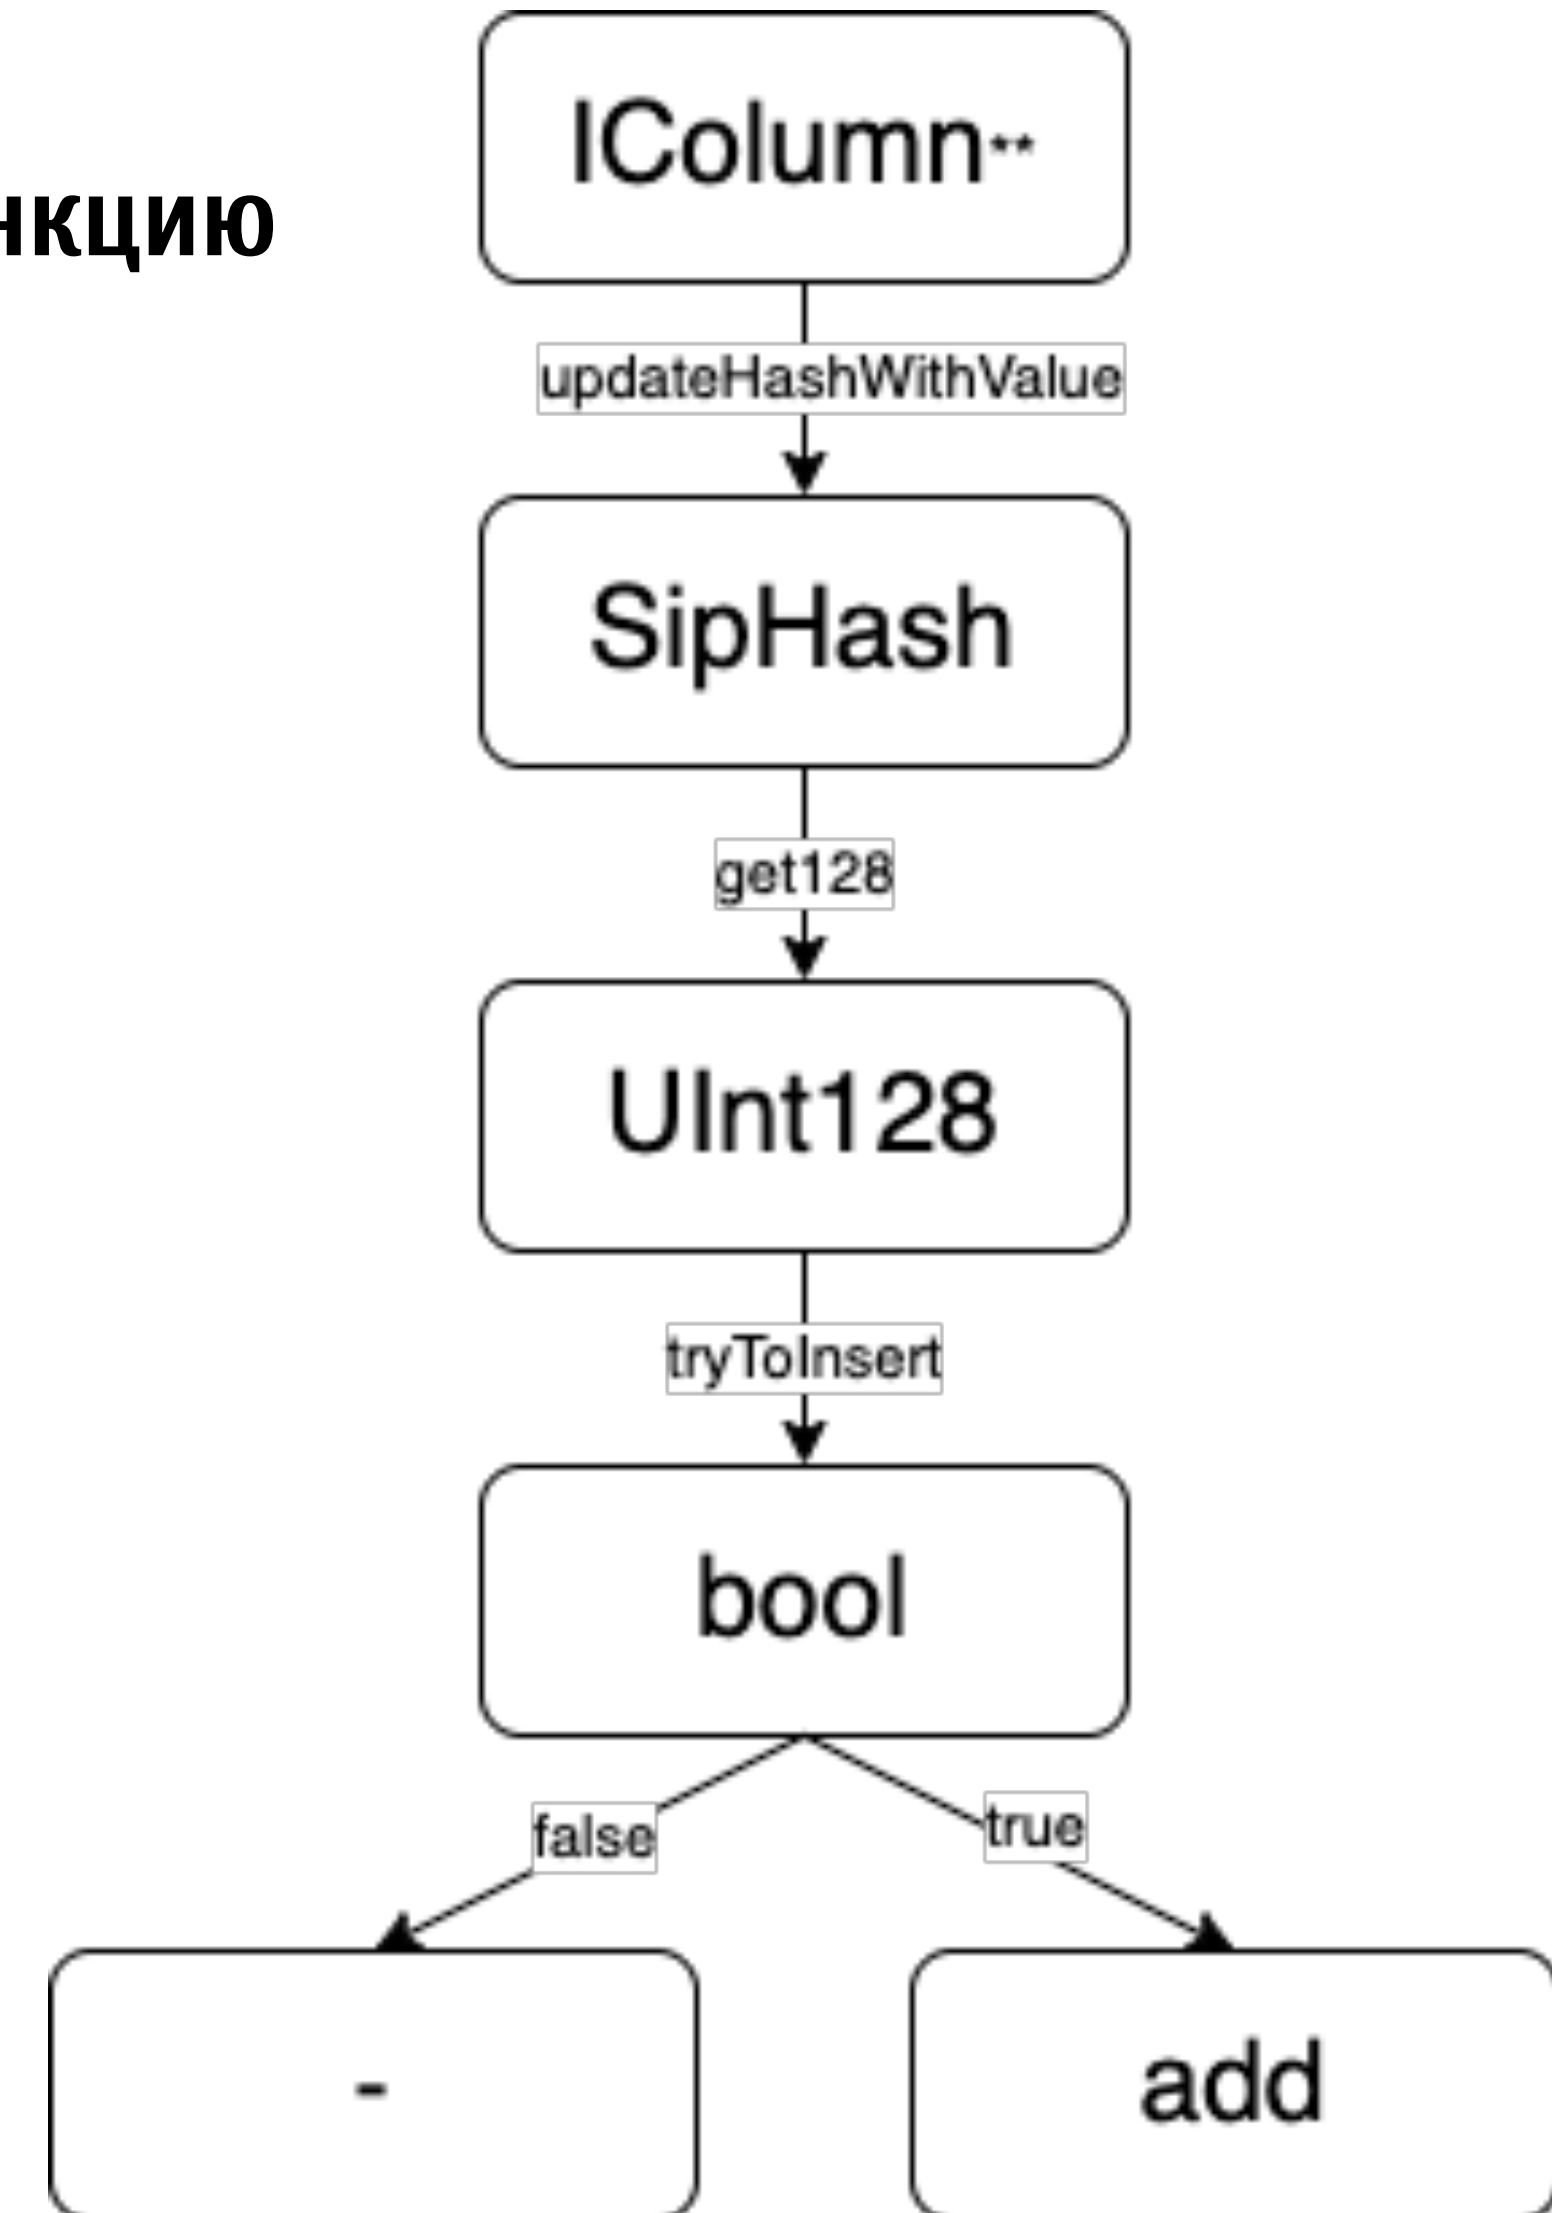 IColumn**
нкцию
updateHashWithValue
SipHash
get128
UInt128
tryToInsert
bool
false
true
-
add